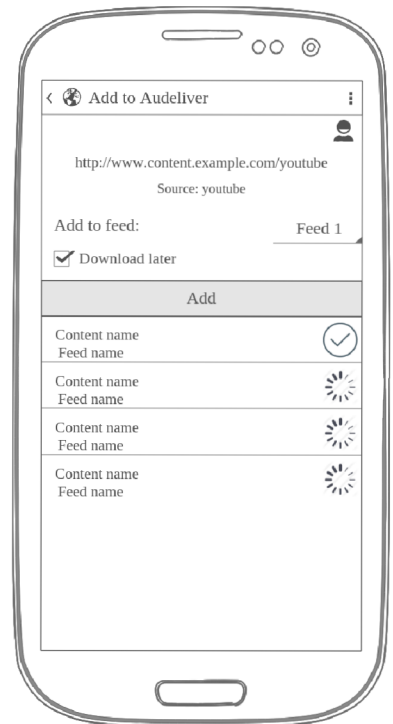 Add to Audeliver
http://www.content.example.com/youtube
Source: youtube
Add to feed: Feed 1
Download later
Add
Content name
Feed name
Content name
Feed name
Content name
Feed name
Content name
Feed name